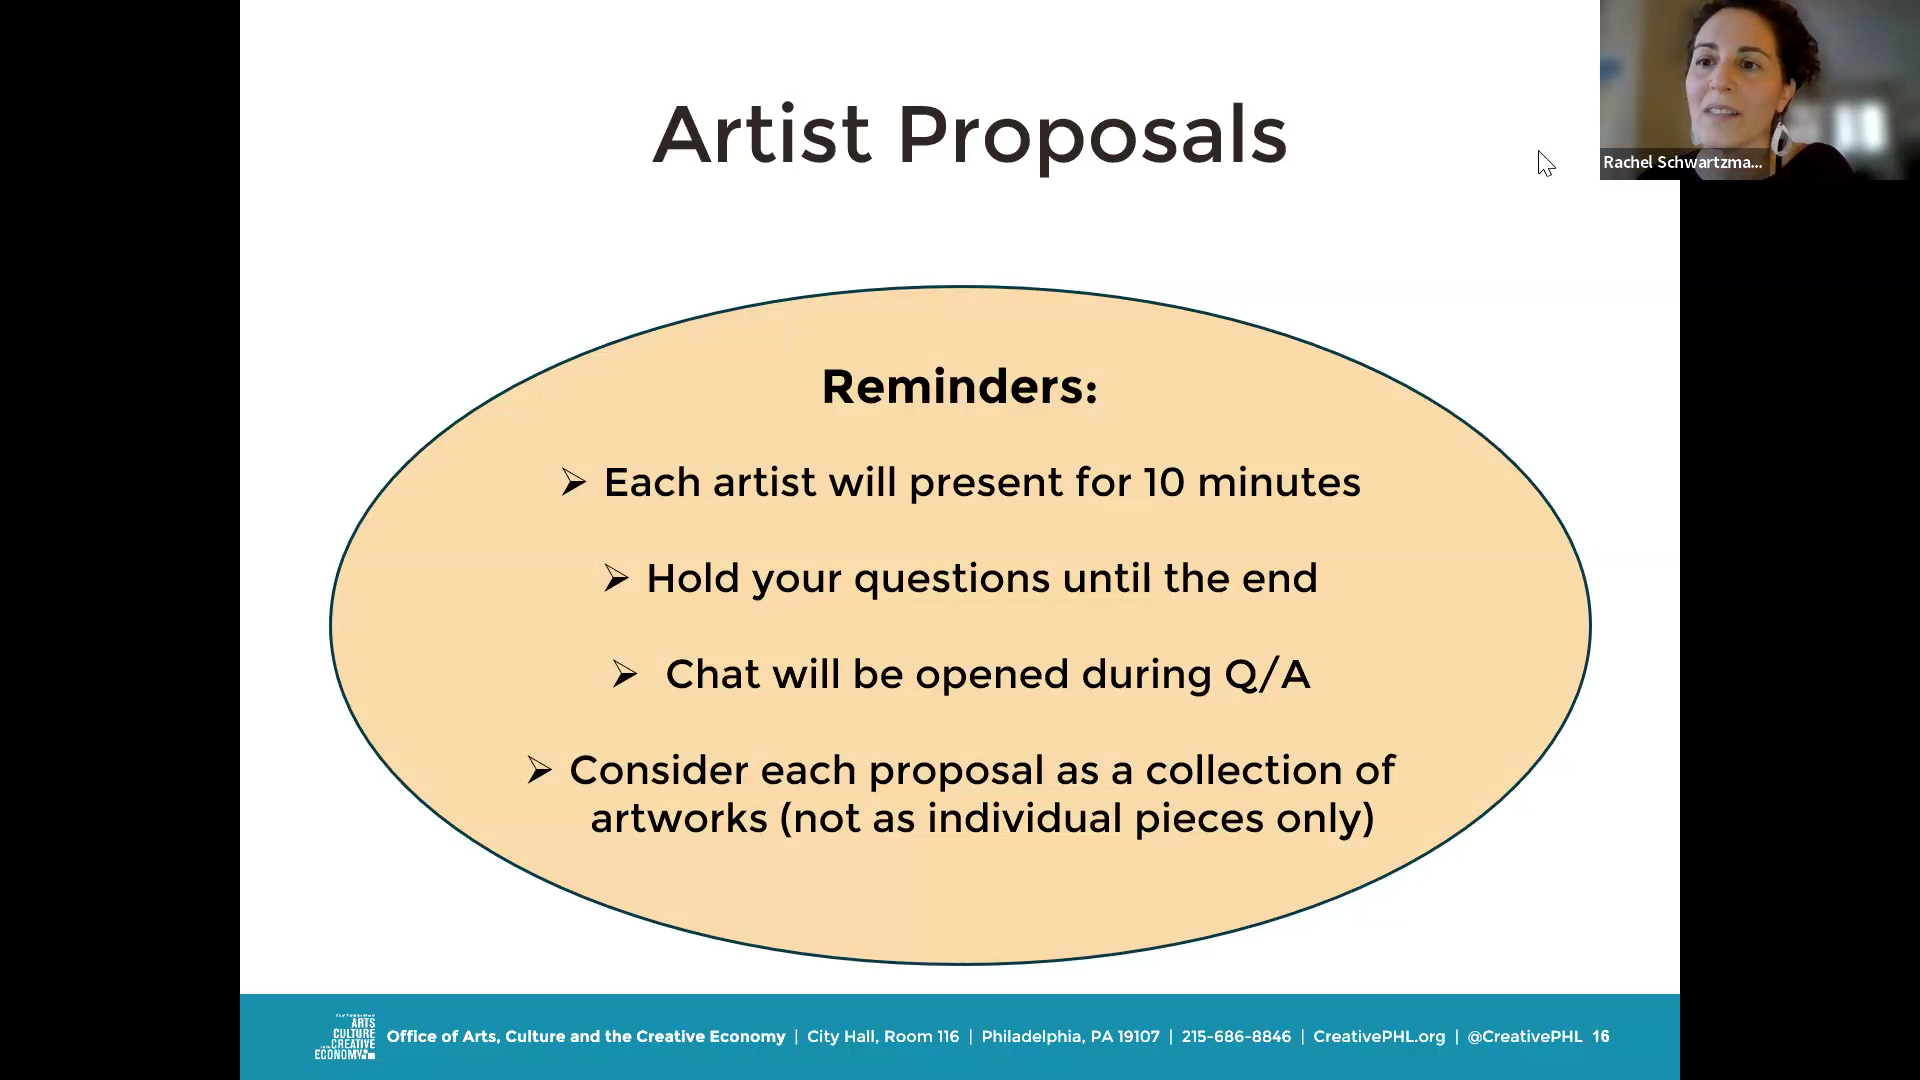 Artist Proposals
Rachel Schwartzma...
Reminders:
➢ Each artist will present for 10 minutes
➢ Hold your questions until the end
➢ Chat will be opened during Q/A
➢ Consider each proposal as a collection of
artworks (not as individual pieces only)
ARTS
CULTURE
CREATIVE
ECONOMY
Office of Arts, Culture and the Creative Economy | City Hall, Room 116 | Philadelphia, PA 19107 | 215-686-8846 | CreativePHL.org | @CreativePHL 16